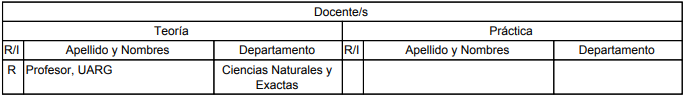 Docente/s
Teoría Práctica
R/I Apellido y Nombres Departamento R/I Apellido y Nombres Departamento
R Profesor, UARG Ciencias Naturales y
Exactas